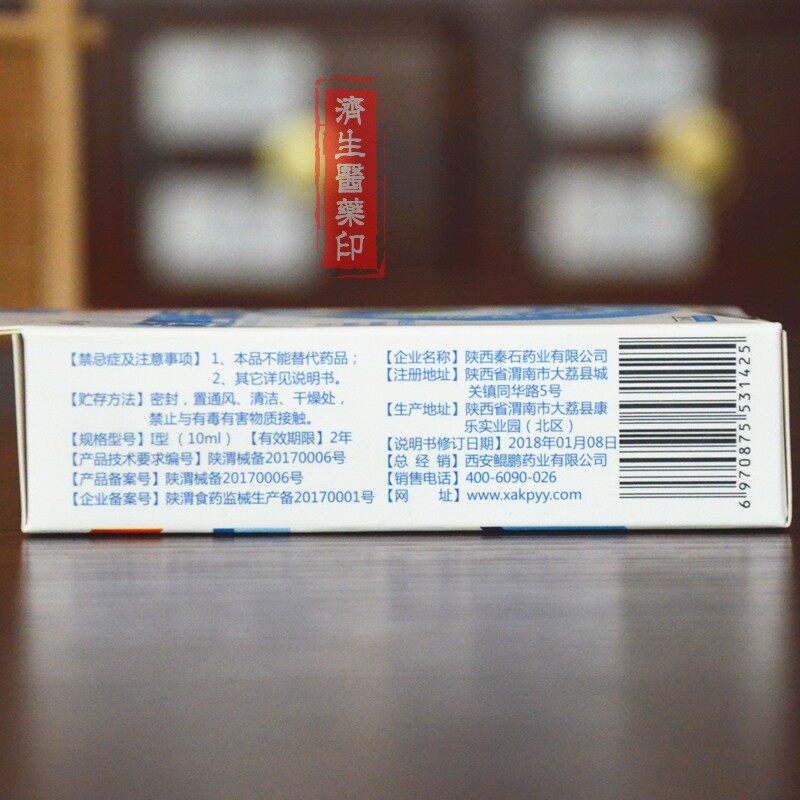 濟生醫藥印
【禁忌症及注意事项】 1、本品不能替代药品；
2、其它详见说明书。
【贮存方法】密封，置通风、清洁、干燥处，
禁止与有毒有害物质接触。
【规格型号】I型（10ml）【有效期限】2年
【产品技术要求编号】陕渭械备20170006号
【产品备案号】陕渭械备20170006号
【企业备案号】陕渭食药监械生产备20170001号
【企业名称】陕西秦石药业有限公司
【注册地址】陕西省渭南市大荔县城
关镇同华路5号
【生产地址】陕西省渭南市大荔县康
乐实业园（北区）
【说明书修订日期】2018年01月08日
【总 经 销】西安鲲鹏药业有限公司
【销售电话】400-6090-026
【网 址】www.xakpyy.com
6 970875 531425